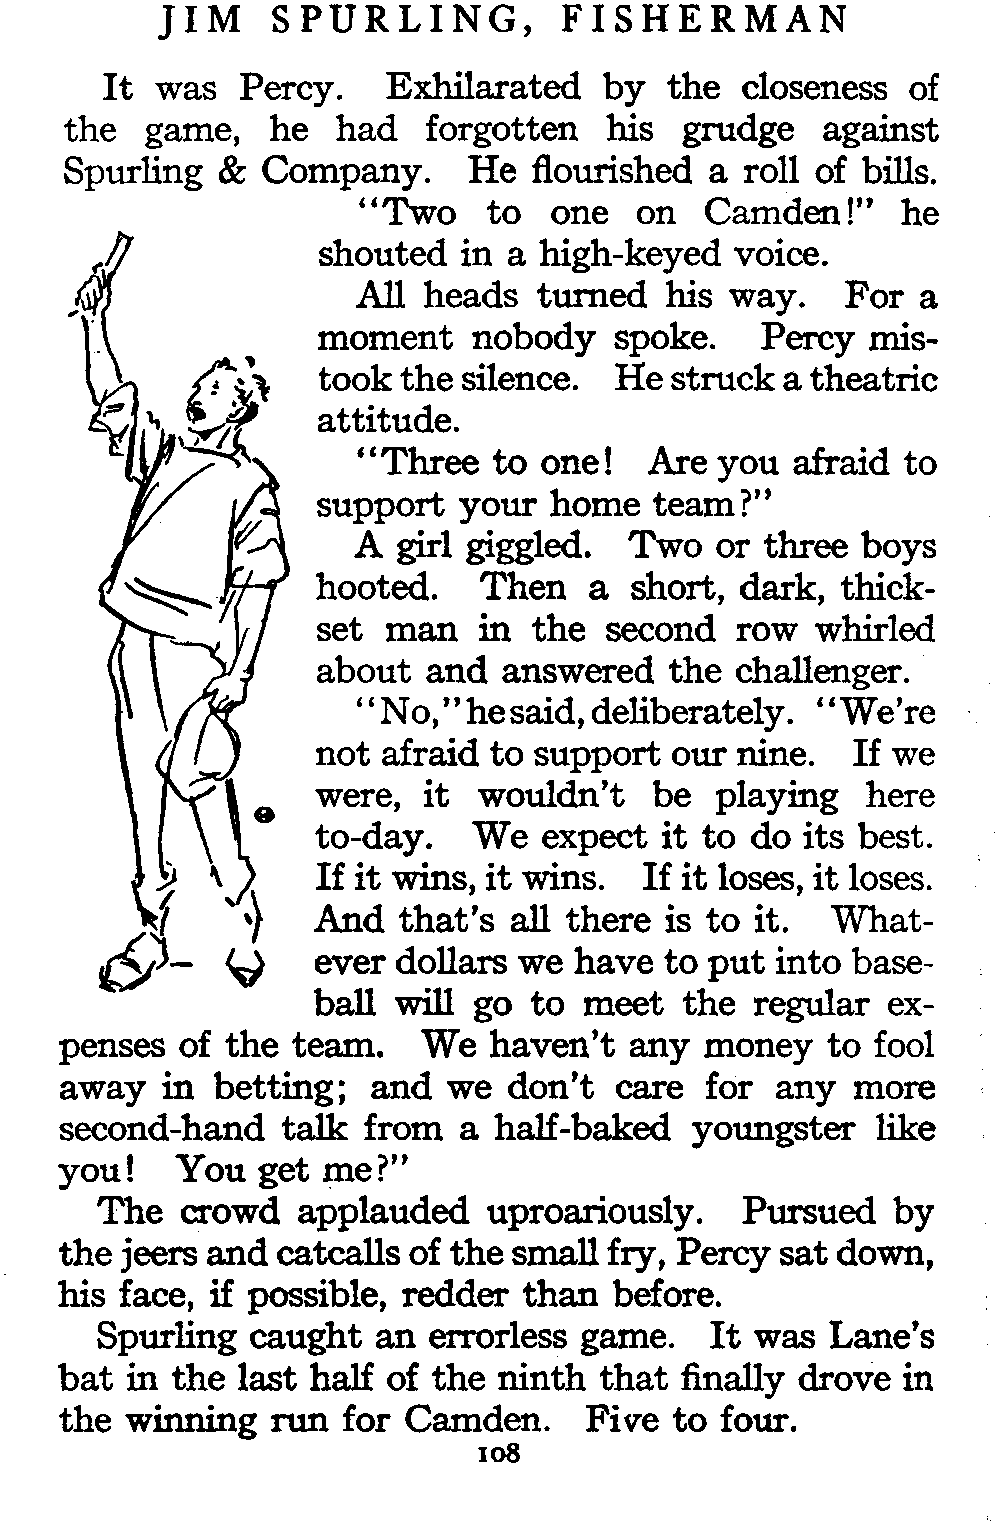 JIM SPURLING, FISHERMAN
It was Percy. Exhilarated by the closeness of
the game, he had forgotten his grudge against
Spurling & Company. He flourished a roll of bills.
"Two to one on Camden!" he
shouted in a high-keyed voice.
All heads turned his way. For a
moment nobody spoke. Percy mis-
took the silence. He struck a theatric
attitude.
"Three to one! Are you afraid to
support your home team?"
A girl giggled. Two or three boys
hooted. Then a short, dark, thick-
set man in the second row whirled
about and answered the challenger.
"No," he said, deliberately. "We're
not afraid to support our nine. If we
were, it wouldn't be playing here
to-day. We expect it to do its best.
If it wins, it wins. If it loses, it loses.
And that's all there is to it. What-
ever dollars we have to put into base-
ball will go to meet the regular ex-
penses of the team. We haven't any money to fool
away in betting; and we don't care for any more
second-hand talk from a half-baked youngster like
you! You get me?"
The crowd applauded uproariously. Pursued by
the jeers and catcalls of the small fry, Percy sat down,
his face, if possible, redder than before.
Spurling caught an errorless game. It was Lane's
bat in the last half of the ninth that finally drove in
the winning run for Camden. Five to four.
108